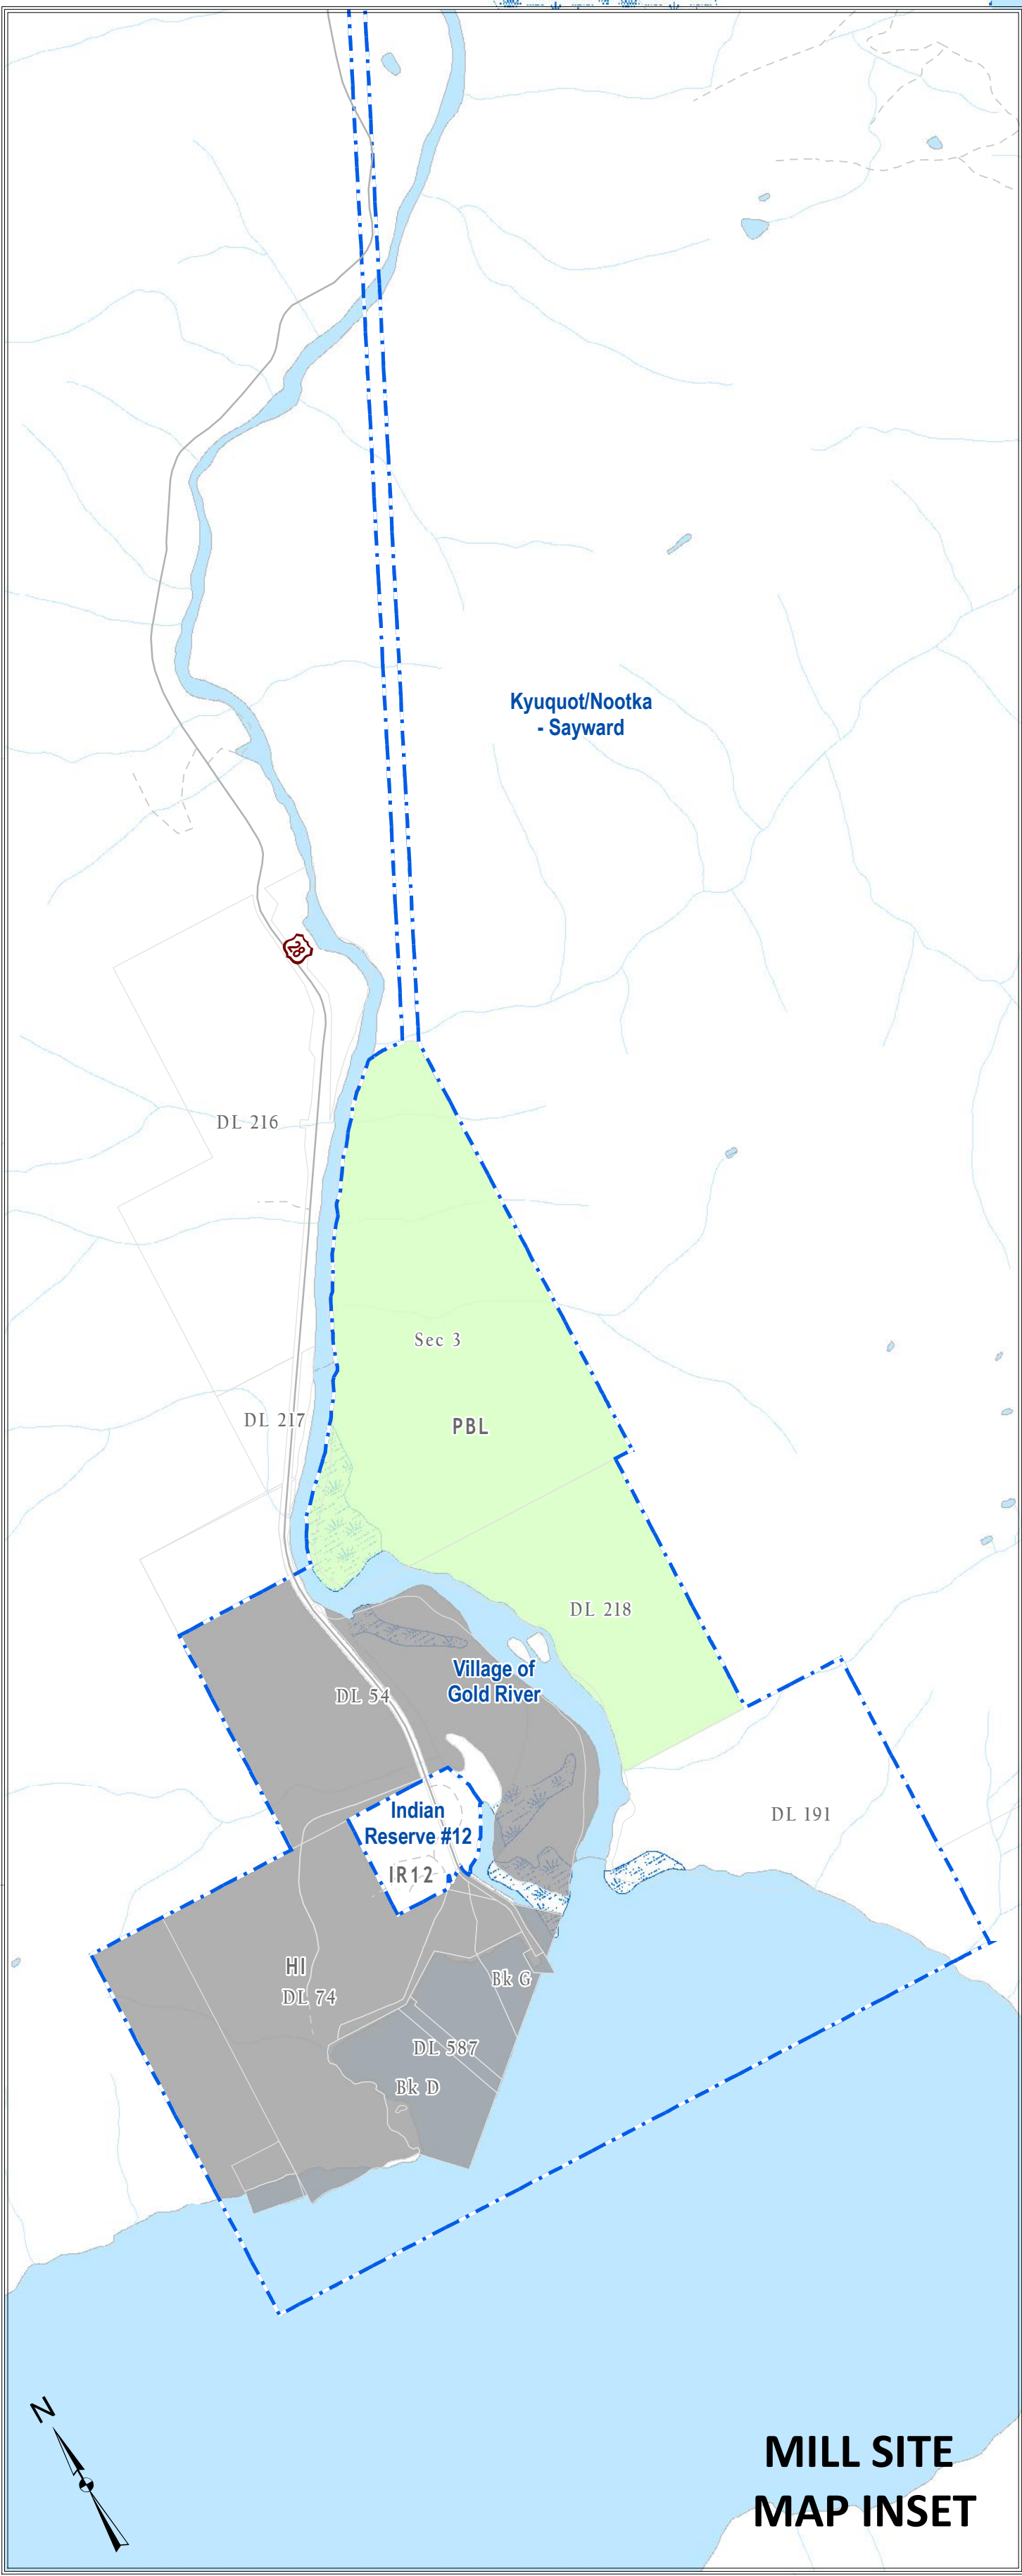 Kyuquot/Nootka
- Sayward
28
DL 216
Sec 3
DL 217
PBL
DL 218
Village of
Gold River
DL 54
Indian
Reserve #12
DL 191
IR12
HI
Bk G
DL 74
DL 587
Bk D
N
MILL SITE
MAP INSET